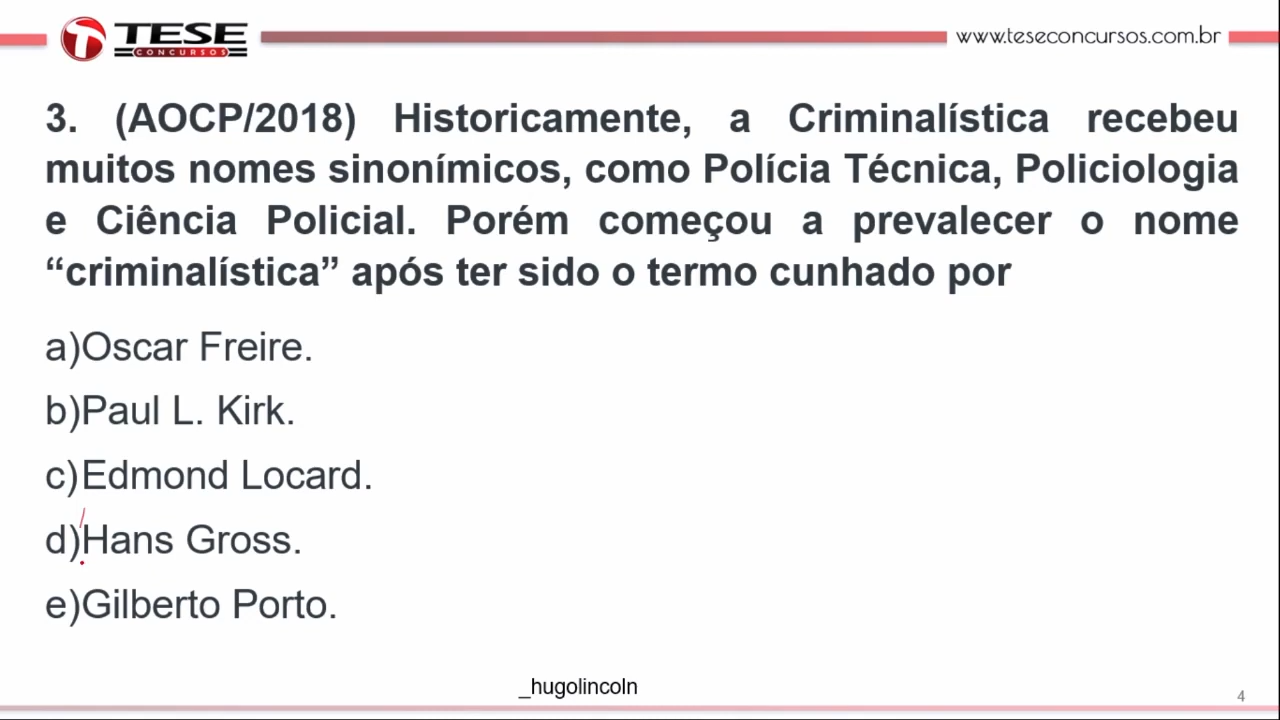 TESE
CONCURSOS
www.teseconcursos.com.br
3. (AOCP/2018) Historicamente, a Criminalística recebeu
muitos nomes sinonímicos, como Polícia Técnica, Policiologia
e Ciência Policial. Porém começou a prevalecer o nome
“criminalística” após ter sido o termo cunhado por
a)Oscar Freire.
b)Paul L. Kirk.
c)Edmond Locard.
d)Hans Gross.
e)Gilberto Porto.
_hugolincoln
4